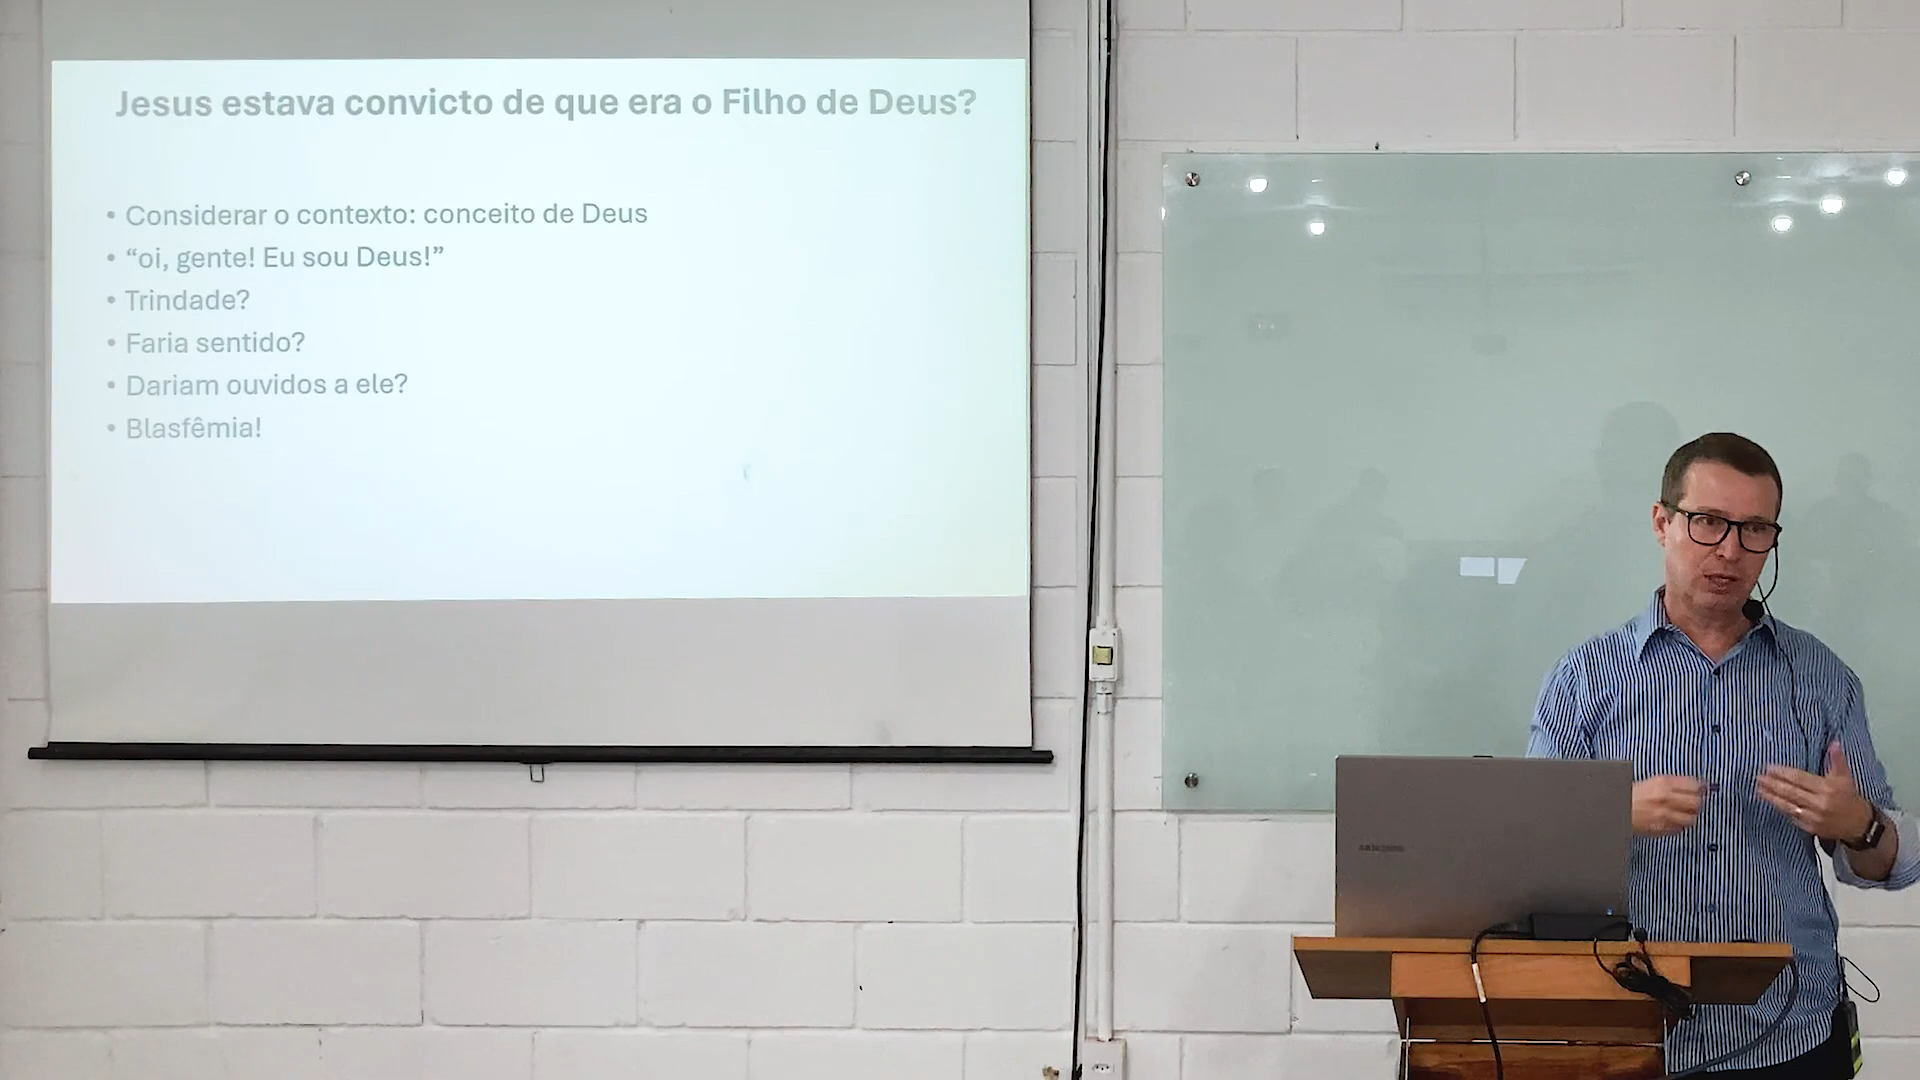 Jesus estava convicto de que era o Filho de Deus?
• Considerar o contexto: conceito de Deus
• “oi, gente! Eu sou Deus!”
• Trindade?
• Faria sentido?
• Dariam ouvidos a ele?
• Blasfêmia!
SAMSUNG